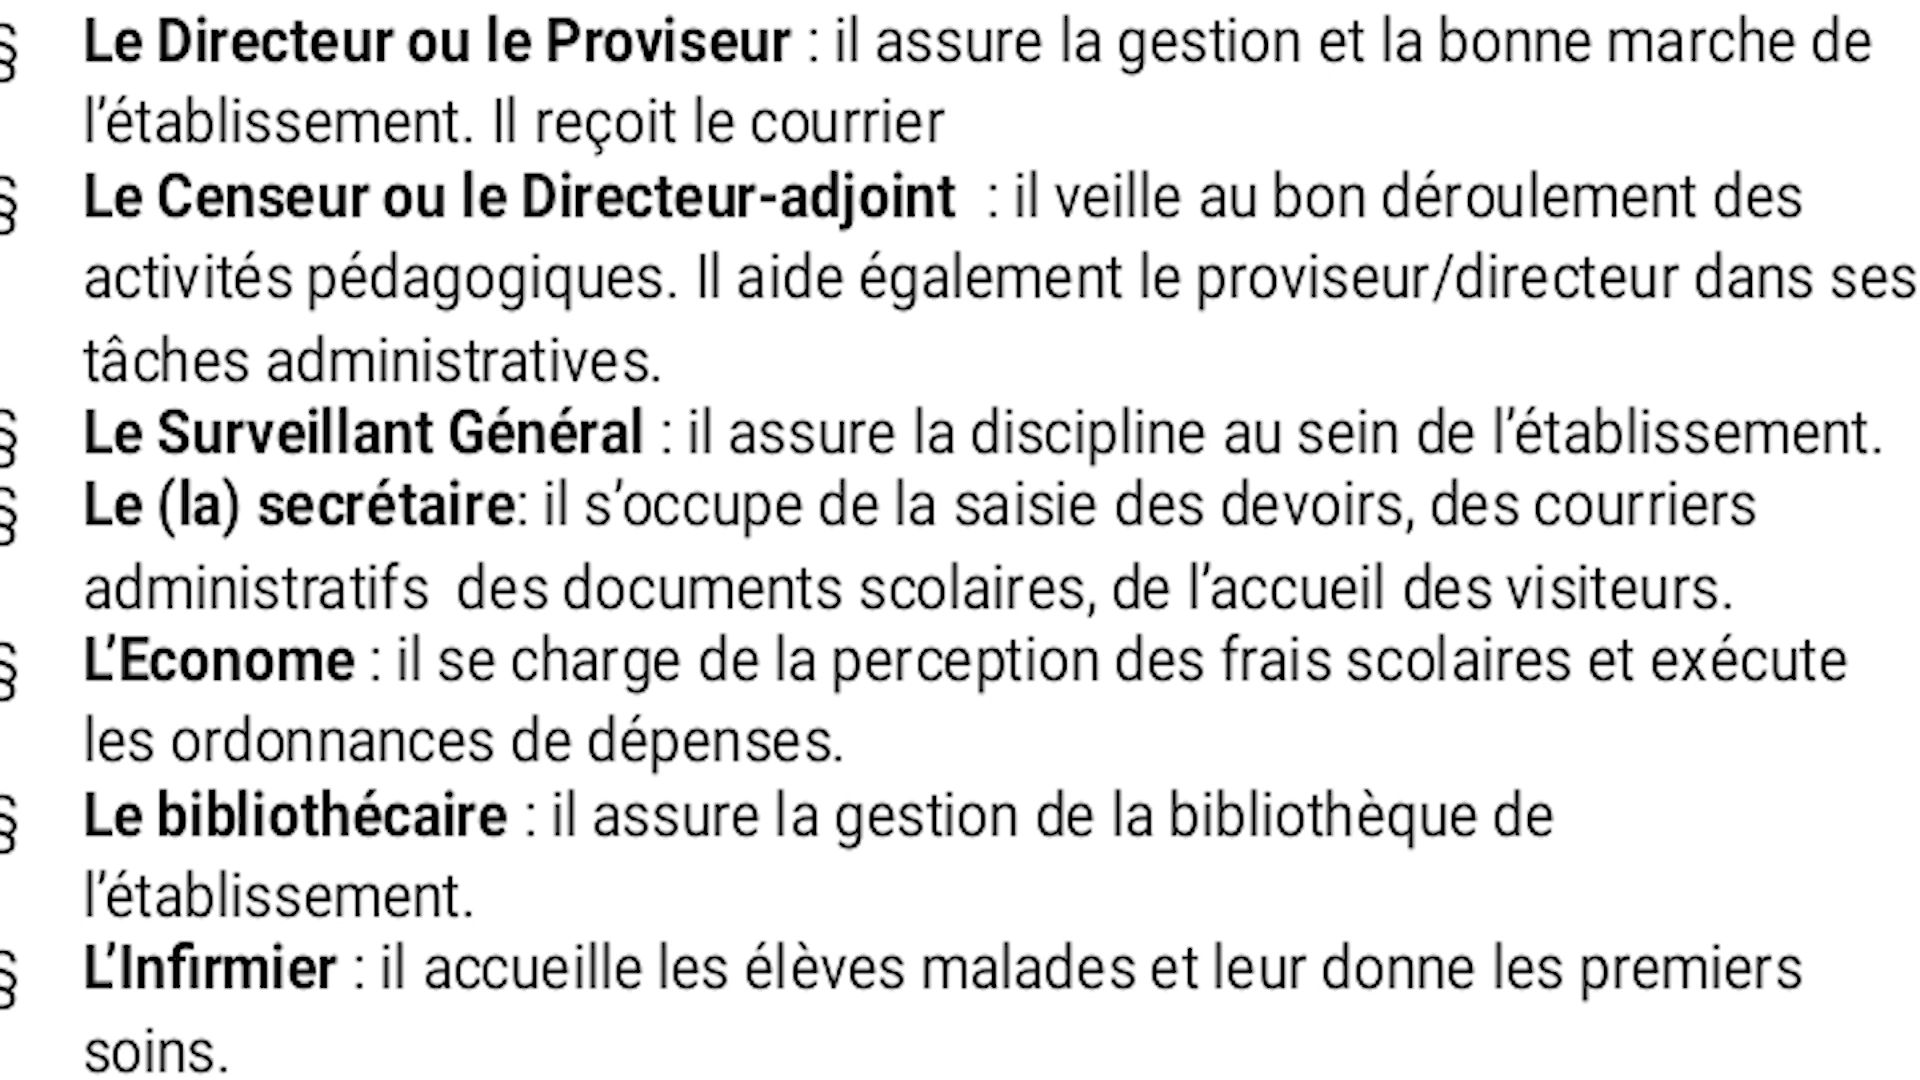 § Le Directeur ou le Proviseur : il assure la gestion et la bonne marche de
l’établissement. Il reçoit le courrier
§ Le Censeur ou le Directeur-adjoint  : il veille au bon déroulement des
activités pédagogiques. Il aide également le proviseur/directeur dans ses
tâches administratives.
§ Le Surveillant Général : il assure la discipline au sein de l’établissement.
§ Le (la) secrétaire: il s’occupe de la saisie des devoirs, des courriers
administratifs  des documents scolaires, de l’accueil des visiteurs.
§ L’Econome : il se charge de la perception des frais scolaires et exécute
les ordonnances de dépenses.
§ Le bibliothécaire : il assure la gestion de la bibliothèque de
l’établissement.
§ L’Infirmier : il accueille les élèves malades et leur donne les premiers
soins.